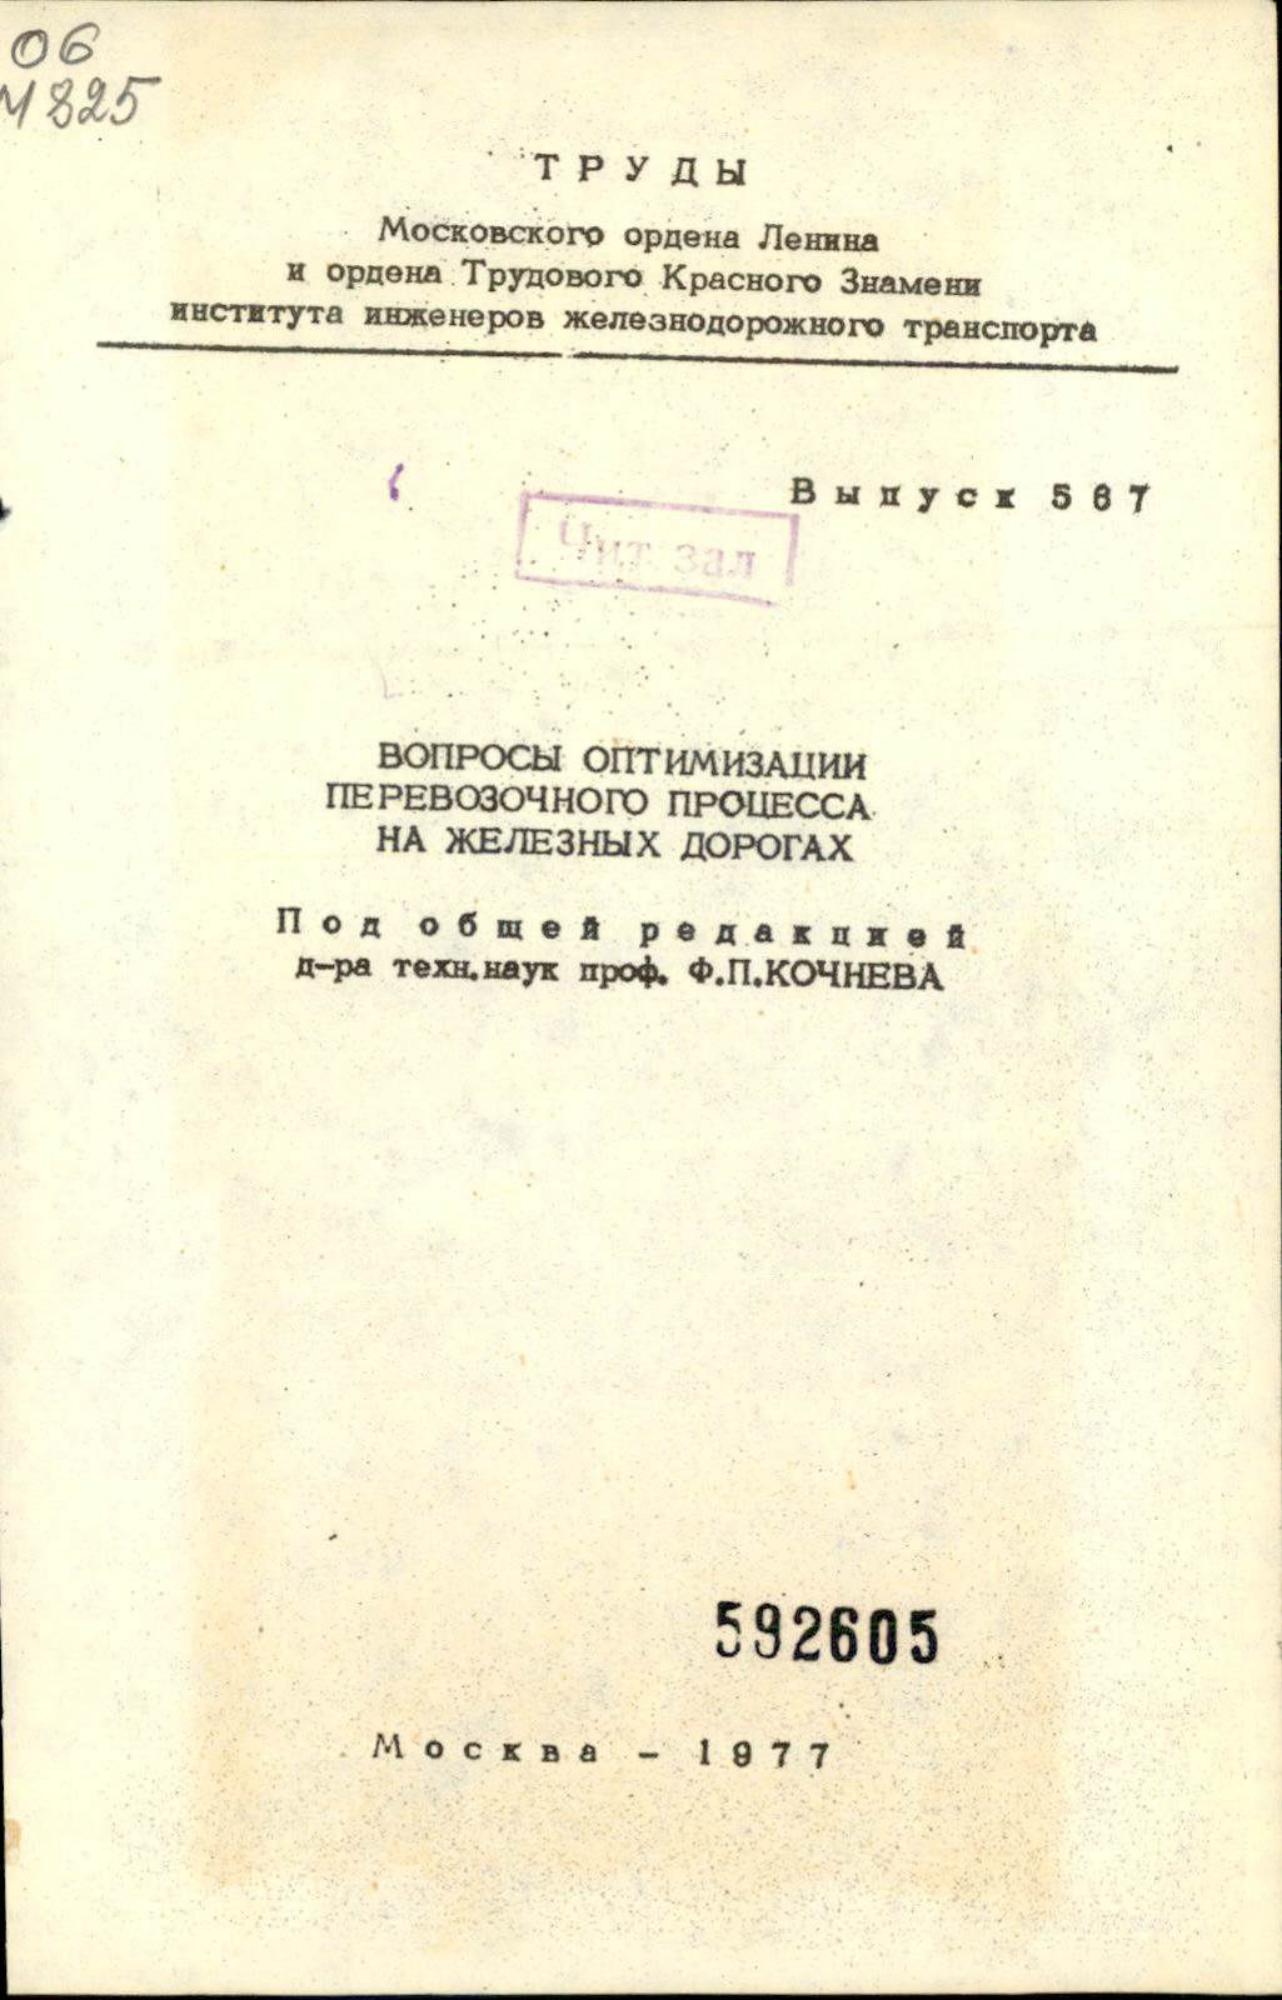 06
Ч825
ТРУДЫ
Московского ордена Ленина
и ордена Трудового Красного Знамени
института инженеров железнодорожного транспорта
Выпуск 567
Чит. зал
ВОПРОСЫ ОПТИМИЗАЦИИ
ПЕРЕВОЗОЧНОГО ПРОЦЕССА
НА ЖЕЛЕЗНЫХ ДОРОГАХ
Под общей редакцией
д-ра техн.наук проф. Ф.П.КОЧНЕВА
592605
Москва - 1977